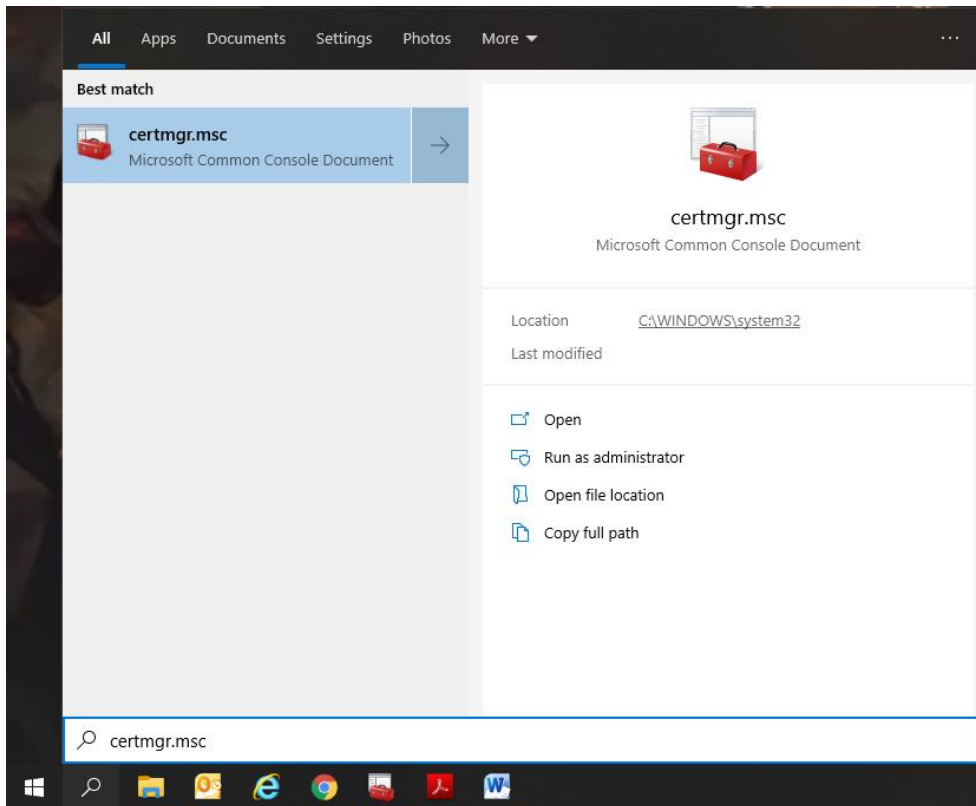 All Apps Documents Settings Photos More
Best match
certmgr.msc
Microsoft Common Console Document
certmgr.msc
Microsoft Common Console Document
Location C:\WINDOWS\system32
Last modified
Open
Run as administrator
Open file location
Copy full path
certmgr.msc